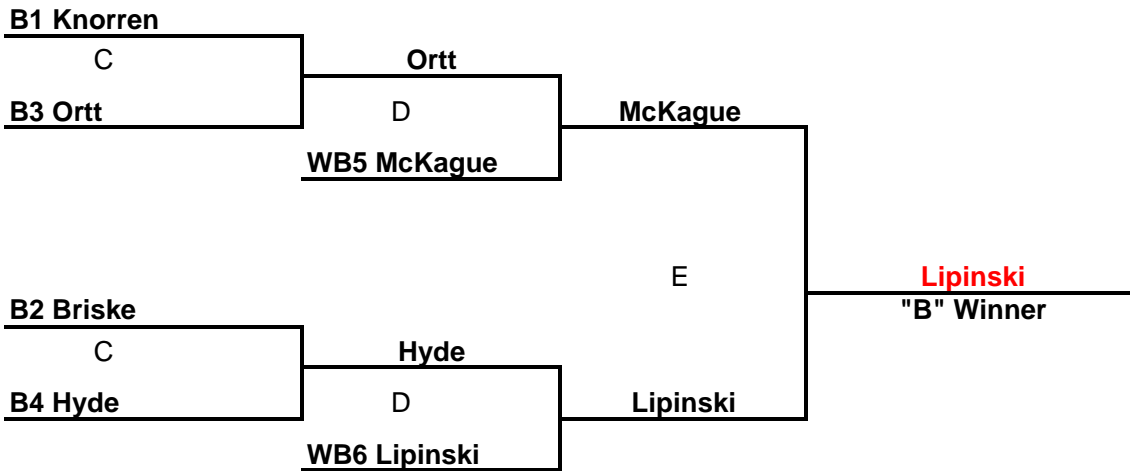 B1 Knorren
C
Ortt
B3 Ortt
D
McKague
WB5 McKague
E
Lipinski
B2 Briske
"B" Winner
C
Hyde
B4 Hyde
D
Lipinski
WB6 Lipinski